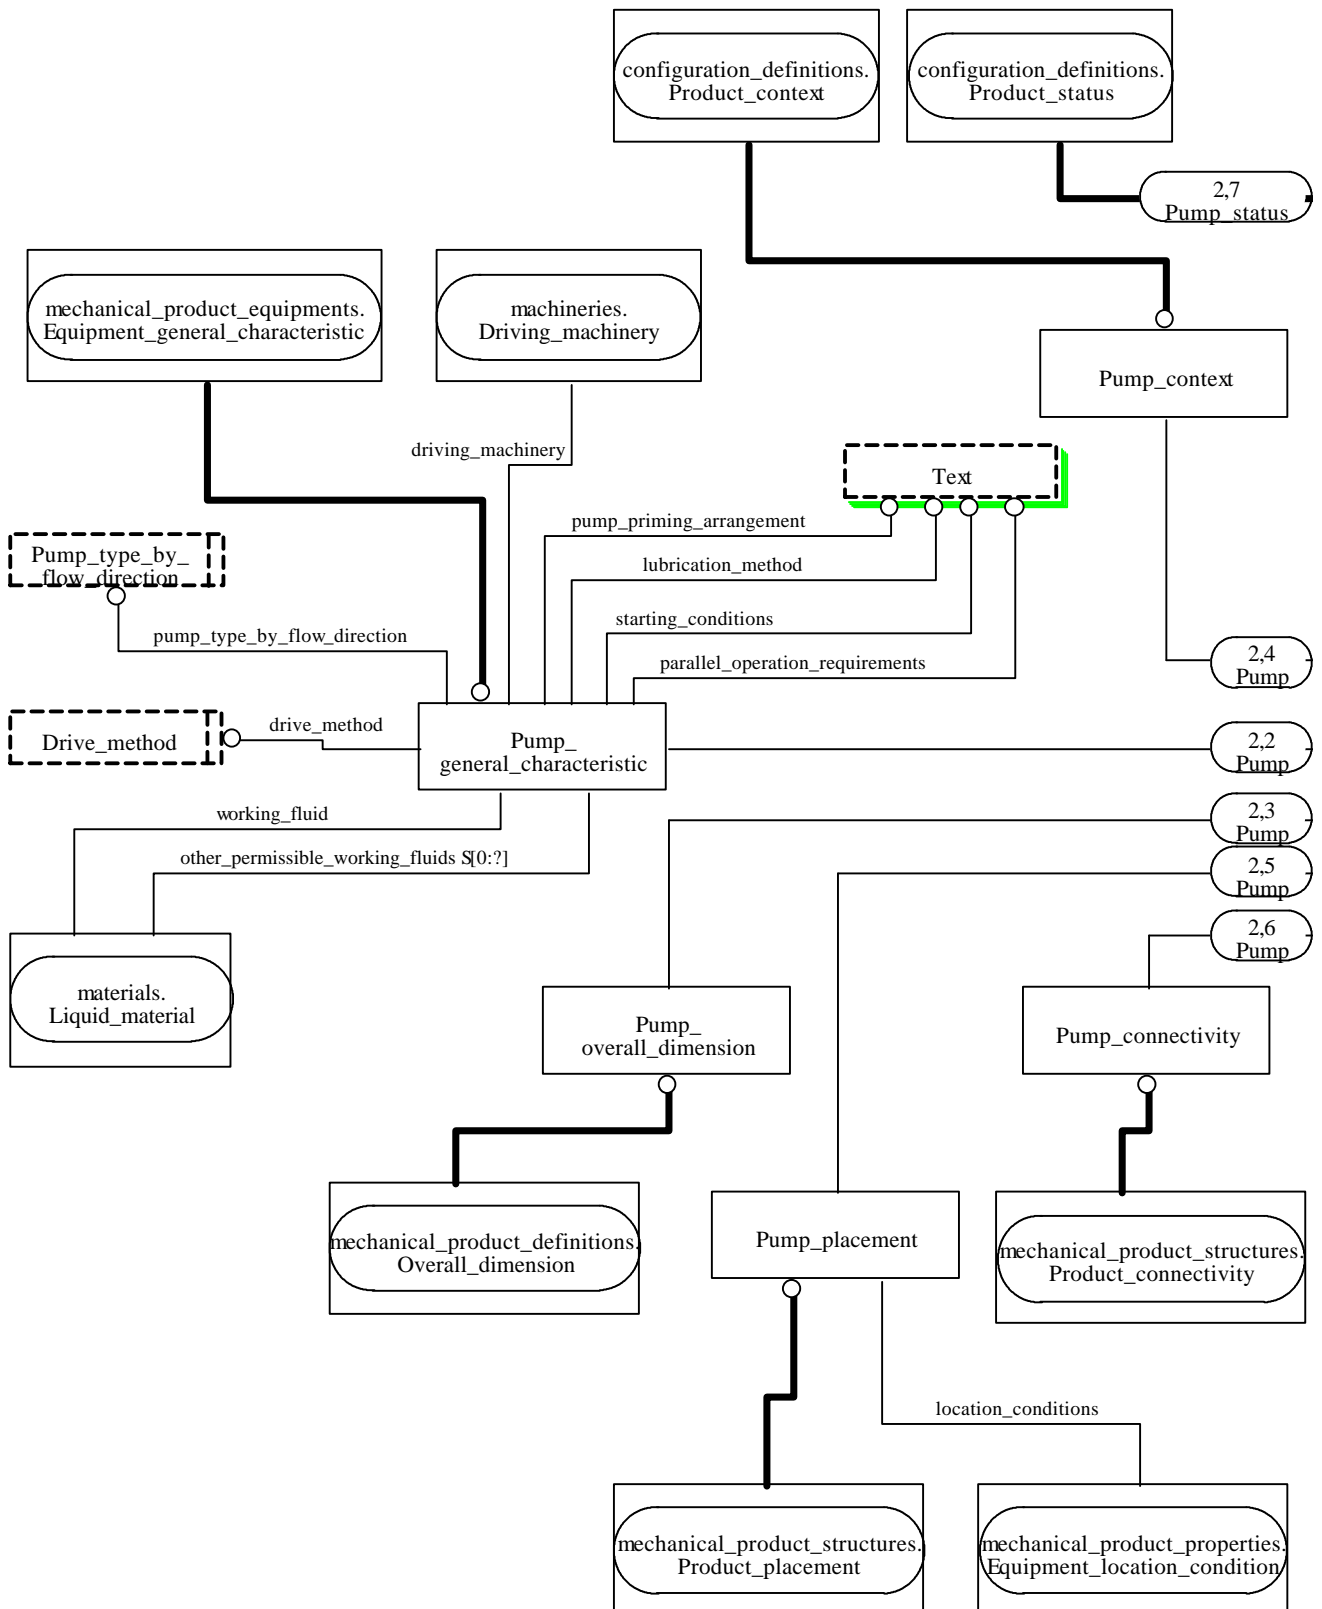 configuration_definitions.
Product_context
configuration_definitions.
Product_status
2,7
Pump_status
mechanical_product_equipments.
Equipment_general_characteristic
machineries.
Driving_machinery
Pump_context
driving_machinery
Text
pump_priming_arrangement
Pump_type_by_
flow_direction
lubrication_method
starting_conditions
pump_type_by_flow_direction
parallel_operation_requirements
2,4
Pump
drive_method
Drive_method
Pump_
general_characteristic
2,2
Pump
working_fluid
2,3
Pump
other_permissible_working_fluids S[0:?]
2,5
Pump
2,6
Pump
materials.
Liquid_material
Pump_
overall_dimension
Pump_connectivity
mechanical_product_definitions.
Overall_dimension
Pump_placement
mechanical_product_structures.
Product_connectivity
location_conditions
mechanical_product_structures.
Product_placement
mechanical_product_properties.
Equipment_location_condition